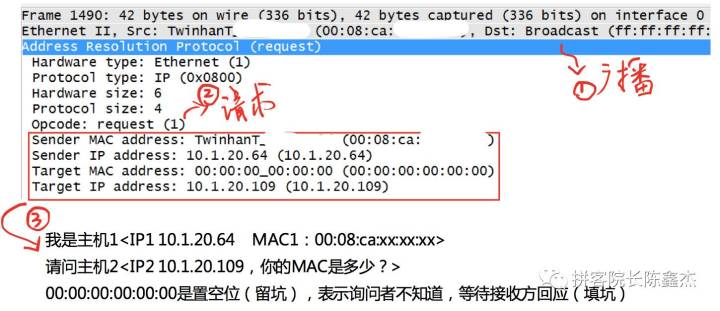 Frame 1490: 42 bytes on wire (336 bits), 42 bytes captured (336 bits) on interface 0
Ethernet II, Src: TwinhanT_ (00:08:ca: ), Dst: Broadcast (ff:ff:ff:ff:
Address Resolution Protocol (request)
Hardware type: Ethernet (1)
Protocol type: IP (0x0800)
① 广播
Hardware size: 6
Protocol size: 4
② 请求
Opcode: request (1)
Sender MAC address: TwinhanT_ (00:08:ca: )
Sender IP address: 10.1.20.64 (10.1.20.64)
Target MAC address: 00:00:00_00:00:00 (00:00:00:00:00:00)
Target IP address: 10.1.20.109 (10.1.20.109)
③
我是主机1<IP1 10.1.20.64 MAC1：00:08:ca:xx:xx:xx>
请问主机2<IP2 10.1.20.109，你的MAC是多少？>
00:00:00:00:00:00是置空位（留坑），表示询问者不知道，等待接收方回应（填坑）
拼客院长陈鑫杰